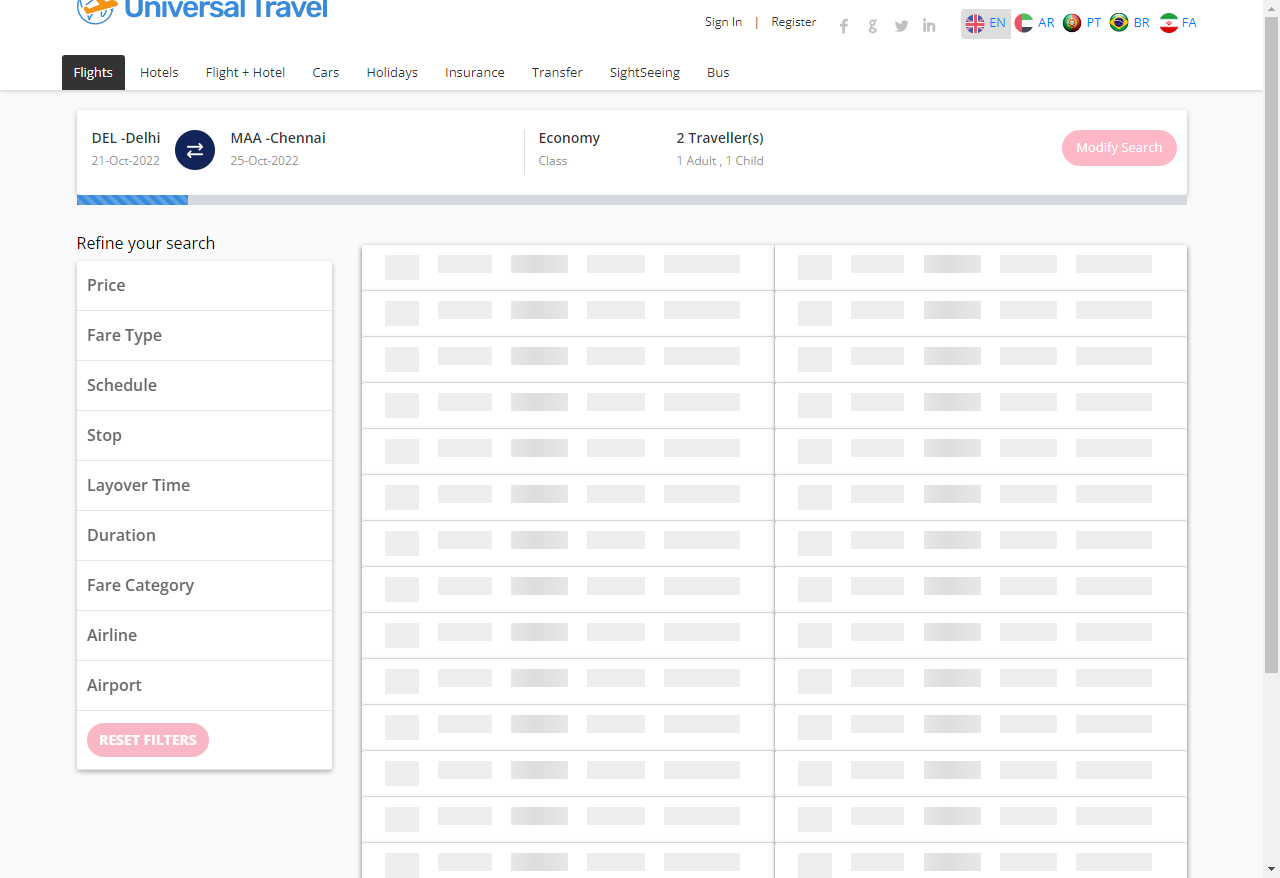 Universal Travel
Sign In | Register
EN AR PT BR FA
Flights Hotels Flight + Hotel Cars Holidays Insurance Transfer SightSeeing Bus
DEL -Delhi MAA -Chennai Economy 2 Traveller(s)
21-Oct-2022 25-Oct-2022 Class 1 Adult , 1 Child
Modify Search
Refine your search
Price
Fare Type
Schedule
Stop
Layover Time
Duration
Fare Category
Airline
Airport
RESET FILTERS